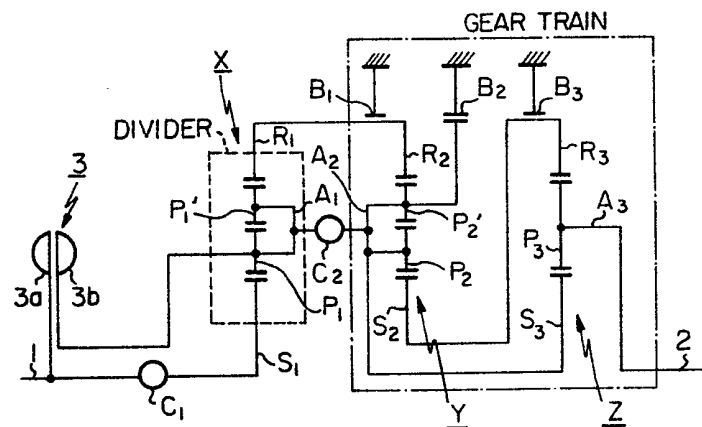 GEAR TRAIN
X
B₁
B₂
B₃
DIVIDER
R₁
R₂
R₃
A₂
3
P₁'
A₁
P₂'
A₃
P₂
P₃
3a
3b
C₂
P₁
S₂
S₃
1
S₁
2
C₁
Y
Z